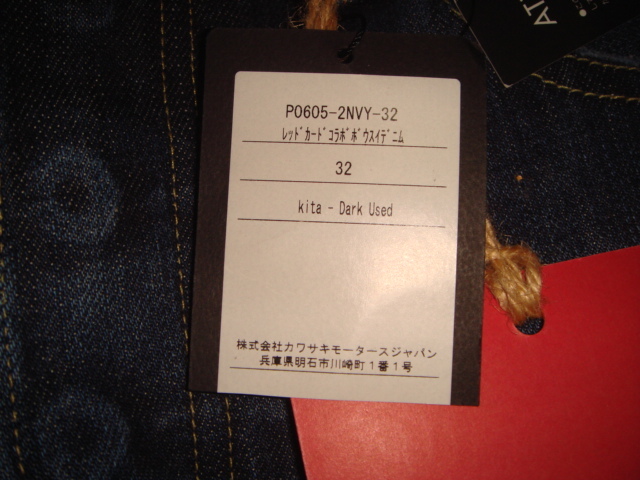 P0605-2NVY-32
ﾚｯﾄﾞｶｰﾄﾞｺﾗﾎﾞﾎﾞｳｽｲﾃﾞﾆﾑ
32
kita - Dark Used
株式会社カワサキモータースジャパン
兵庫県明石市川崎町１番１号